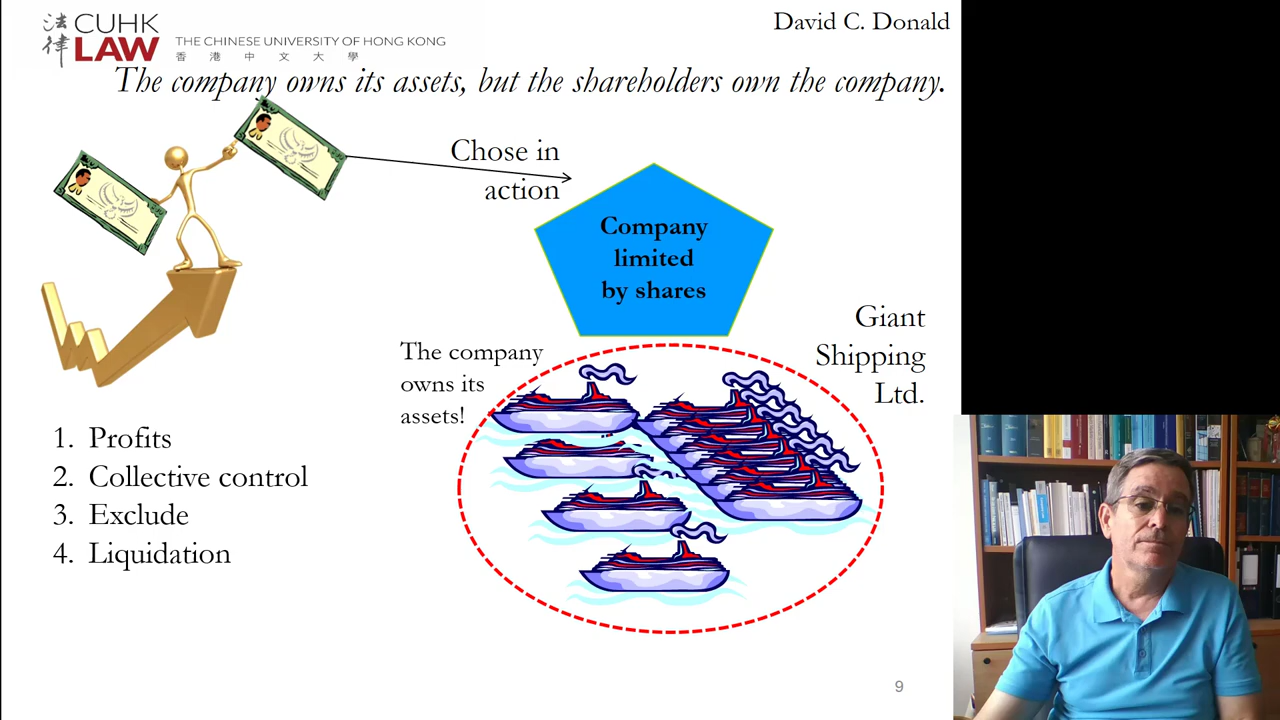 法律
CUHK
LAW
THE CHINESE UNIVERSITY OF HONG KONG
香港中文大學
David C. Donald
The company owns its assets, but the shareholders own the company.
Chose in
action
Company
limited
by shares
Giant
Shipping
Ltd.
The company
owns its
assets!
1. Profits
2. Collective control
3. Exclude
4. Liquidation
9